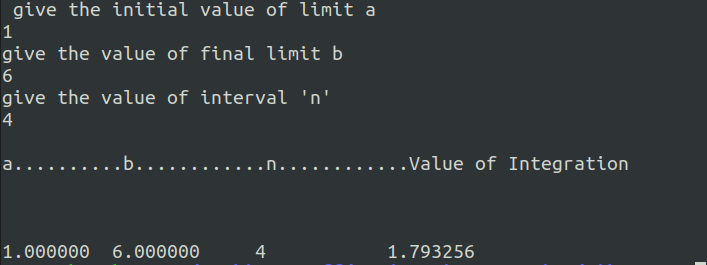 give the initial value of limit a
1
give the value of final limit b
6
give the value of interval 'n'
4
a..........b............n............Value of Integration
1.000000 6.000000 4 1.793256